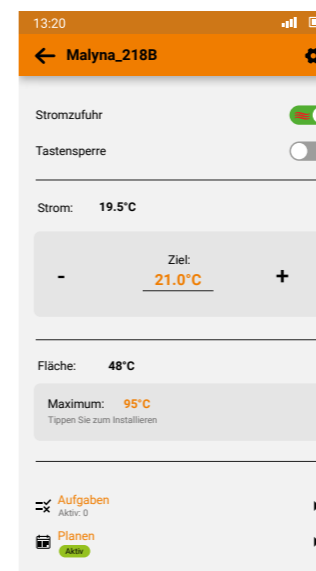 13:20
Malyna_218B
Stromzufuhr
Tastensperre
Strom: 19.5°C
Ziel:
- 21.0°C +
Fläche: 48°C
Maximum: 95°C
Tippen Sie zum Installieren
Aufgaben
Aktiv: 0
Planen
Aktiv